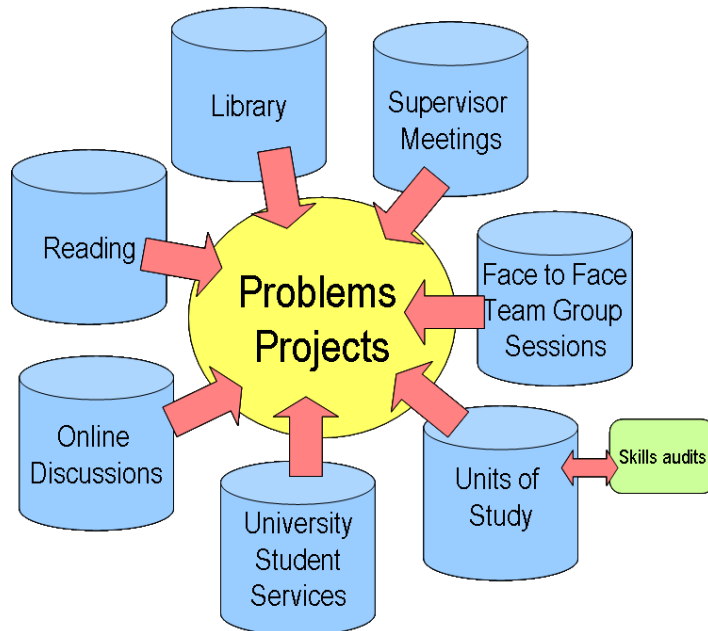 Library
Supervisor
Meetings
Reading
Problems
Projects
Face to Face
Team Group
Sessions
Online
Discussions
University
Student
Services
Units of
Study
Skills audits